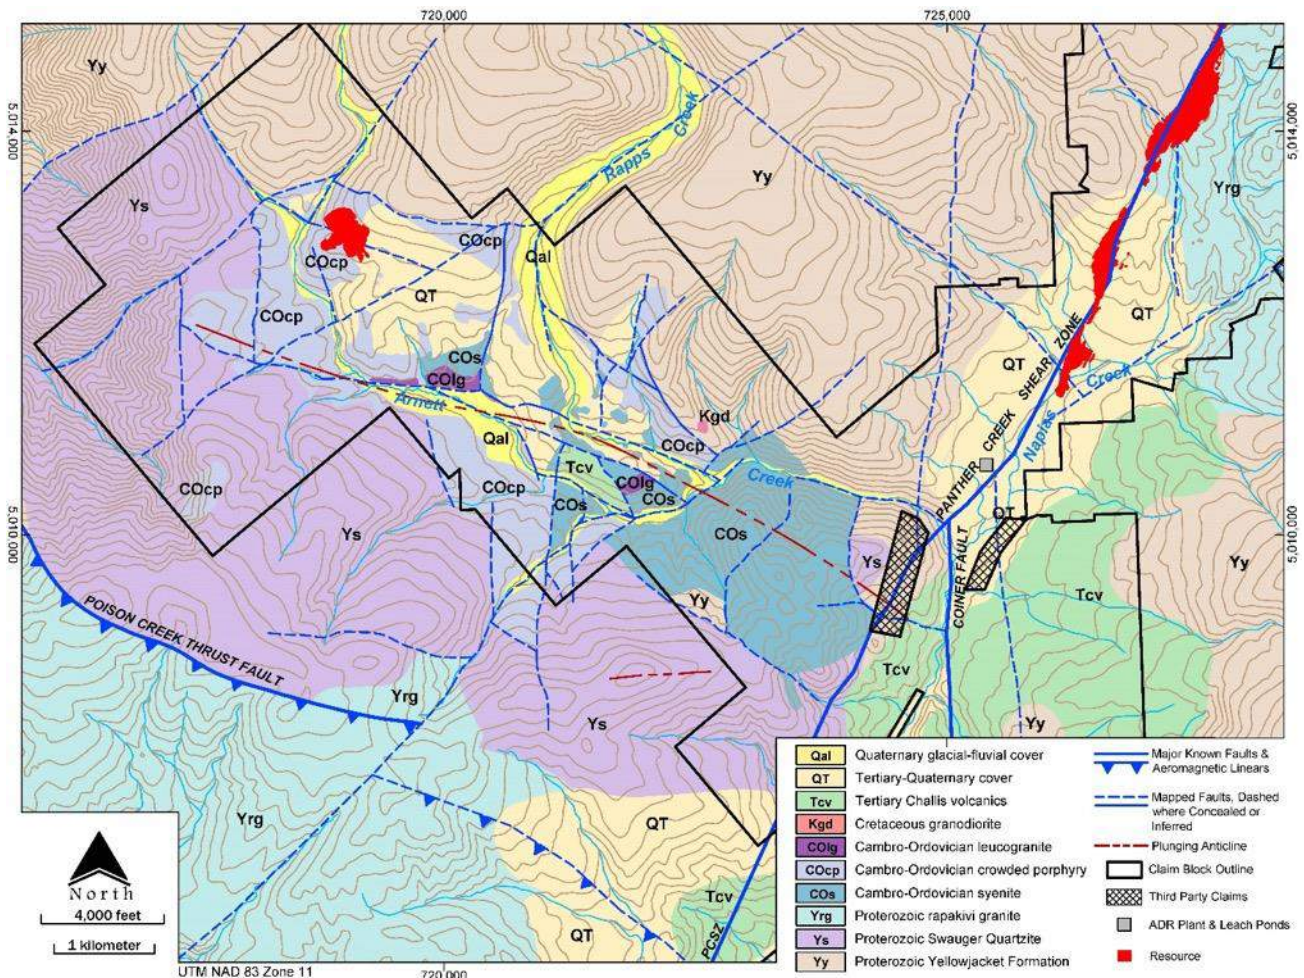 720,000
725,000
5,014,000
5,014,000
Yy
Creek
Rapps
Yy
Yrg
Ys
COcp
COcp
Qal
COcp
QT
QT
QT
COcp
COs
COlg
Arnett
Kgd
COcp
Qal
Tcv
COlg
COs
Creek
COcp
COs
COs
COcp
Ys
Ys
Yy
PANTHER CREEK SHEAR ZONE
Naplas Creek
QT
COINER FAULT
Tcv
Yy
5,010,000
5,010,000
POISON CREEK THRUST FAULT
Yrg
Ys
Tcv
Yy
Yrg
QT
Tcv
QT
PCSZ
North
4,000 feet
1 kilometer
UTM NAD 83 Zone 11
720,000
Qal Quaternary glacial-fluvial cover
QT Tertiary-Quaternary cover
Tcv Tertiary Challis volcanics
Kgd Cretaceous granodiorite
COlg Cambro-Ordovician leucogranite
COcp Cambro-Ordovician crowded porphyry
COs Cambro-Ordovician syenite
Yrg Proterozoic rapakivi granite
Ys Proterozoic Swauger Quartzite
Yy Proterozoic Yellowjacket Formation
Major Known Faults &
Aeromagnetic Linears
Mapped Faults, Dashed
where Concealed or
Inferred
Plunging Anticline
Claim Block Outline
Third Party Claims
ADR Plant & Leach Ponds
Resource